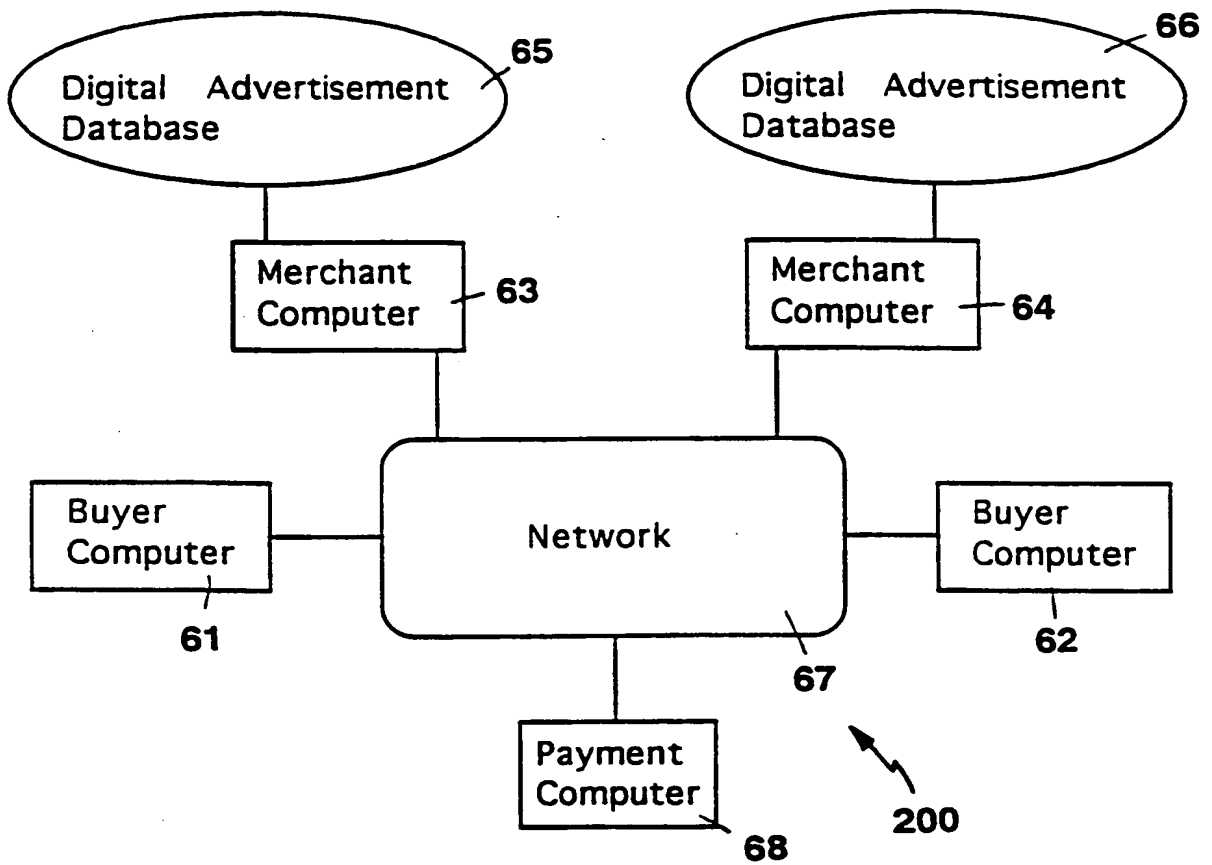 65
Digital Advertisement
Database
66
Digital Advertisement
Database
Merchant
Computer
63
Merchant
Computer
64
Buyer
Computer
61
Network
67
Buyer
Computer
62
Payment
Computer
68
200